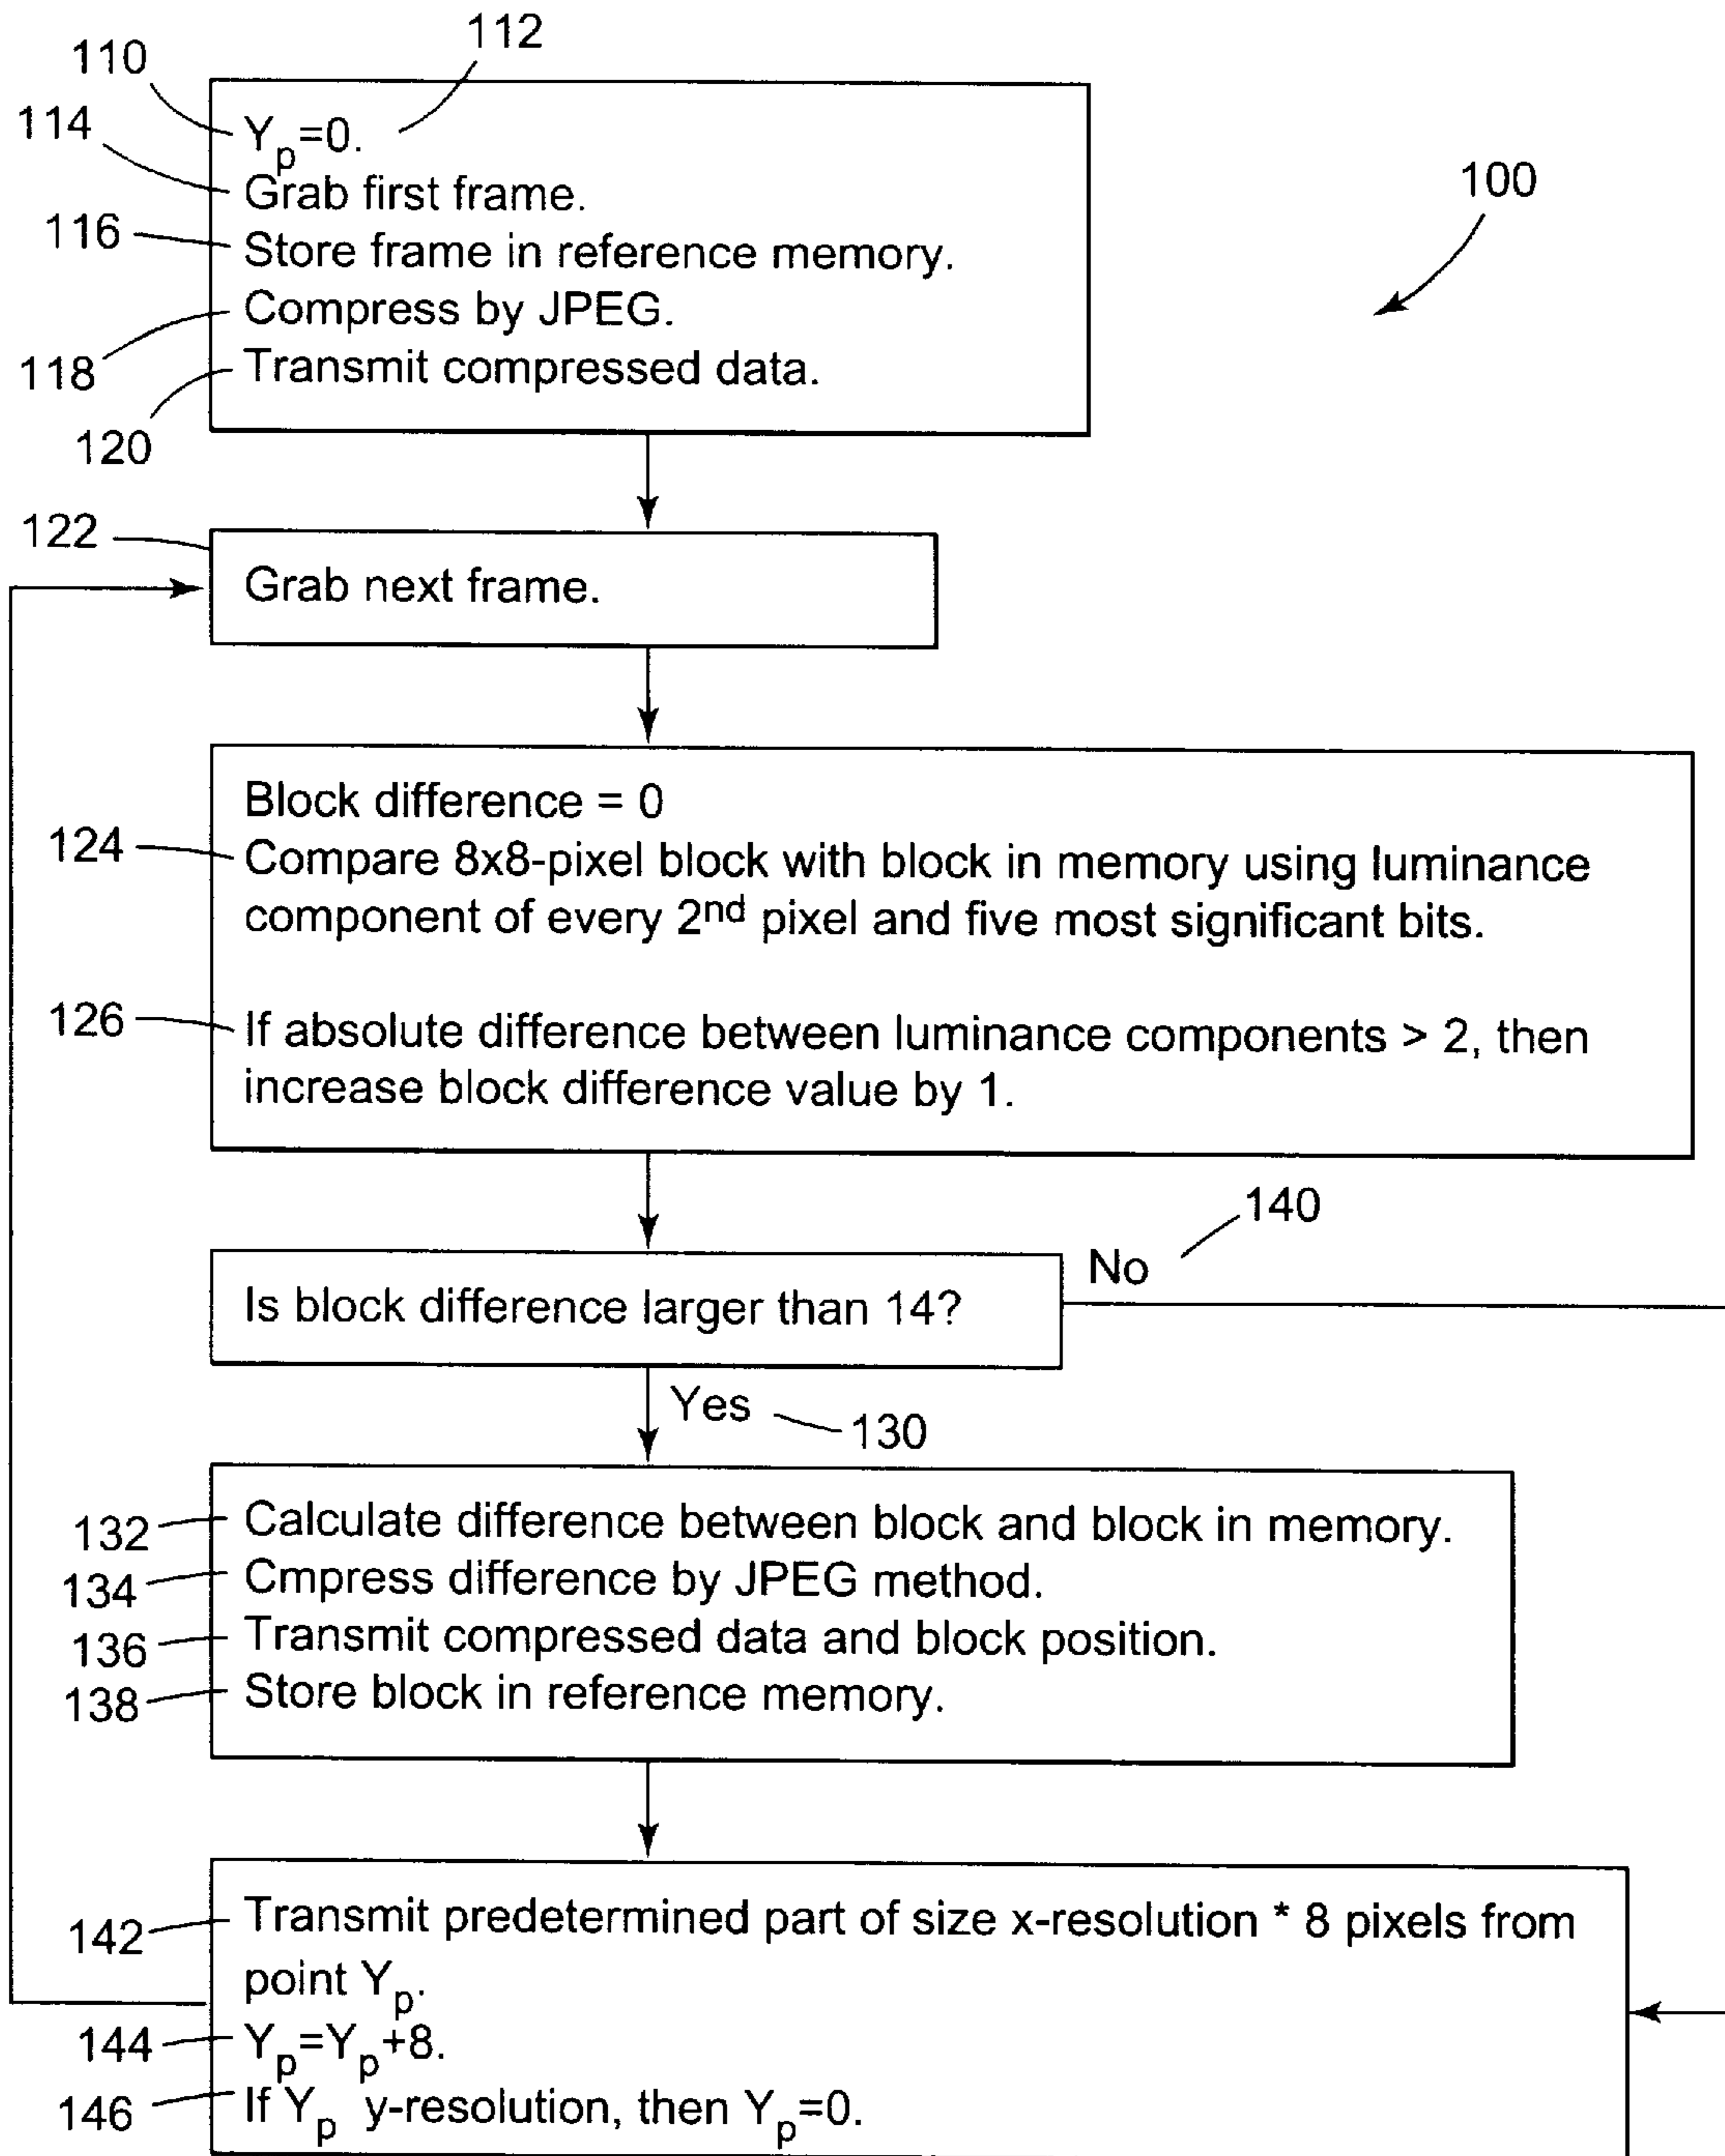 112
110
Yp=0.
114
Grab first frame.
100
116
Store frame in reference memory.
Compress by JPEG.
118
Transmit compressed data.
120
122
Grab next frame.
Block difference = 0
124
Compare 8x8-pixel block with block in memory using luminance
component of every 2nd pixel and five most significant bits.
126
If absolute difference between luminance components > 2, then
increase block difference value by 1.
140
No
Is block difference larger than 14?
Yes
130
132
Calculate difference between block and block in memory.
134
Cmpress difference by JPEG method.
136
Transmit compressed data and block position.
138
Store block in reference memory.
142
Transmit predetermined part of size x-resolution * 8 pixels from
point Yp.
144
Yp=Yp+8.
146
If Yp y-resolution, then Yp=0.